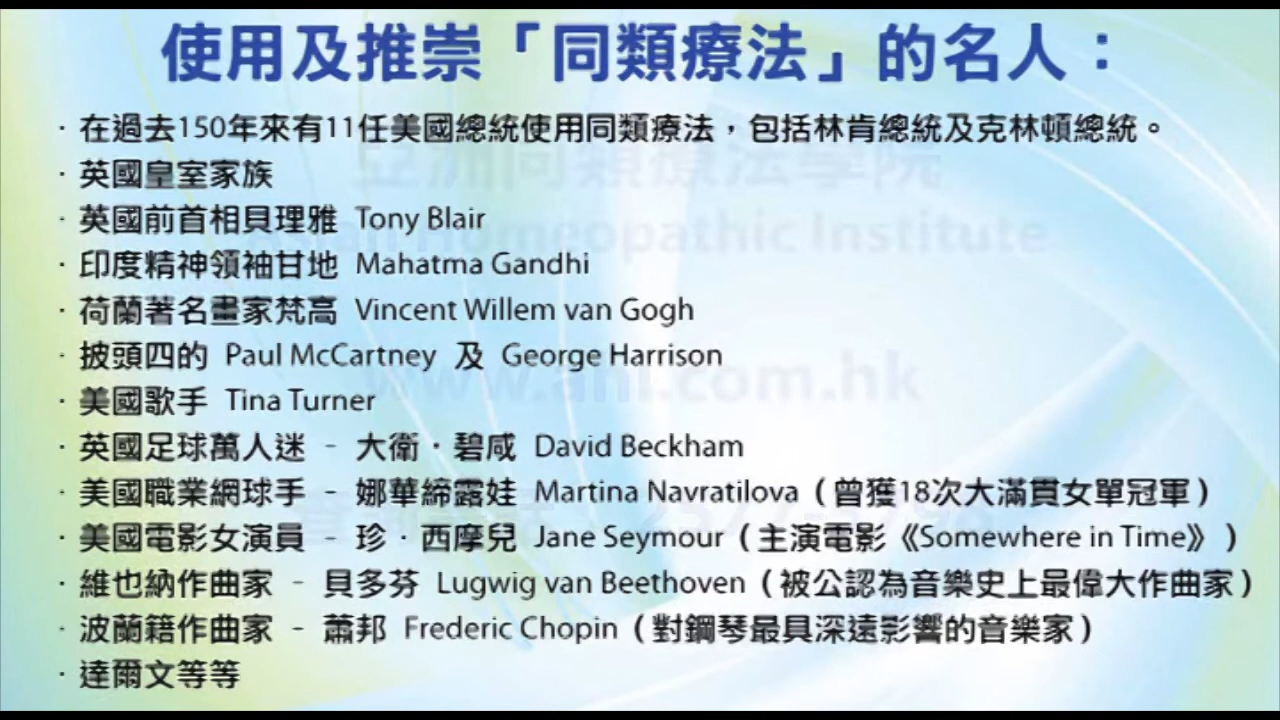 使用及推崇「同類療法」的名人：
· 在過去150年來有11任美國總統使用同類療法，包括林肯總統及克林頓總統。
· 英國皇室家族
· 英國前首相貝理雅 Tony Blair
· 印度精神領袖甘地 Mahatma Gandhi
· 荷蘭著名畫家梵高 Vincent Willem van Gogh
· 披頭四的 Paul McCartney 及 George Harrison
· 美國歌手 Tina Turner
· 英國足球萬人迷 - 大衛·碧咸 David Beckham
· 美國職業網球手 - 娜華締露娃 Martina Navratilova（曾獲18次大滿貫女單冠軍）
· 美國電影女演員 - 珍·西摩兒 Jane Seymour（主演電影《Somewhere in Time》）
· 維也納作曲家 - 貝多芬 Lugwig van Beethoven（被公認為音樂史上最偉大作曲家）
· 波蘭籍作曲家 - 蕭邦 Frederic Chopin（對鋼琴最具深遠影響的音樂家）
· 達爾文等等
亞洲同類療法學院
Asian Homeopathic Institute
www.ahi.com.hk